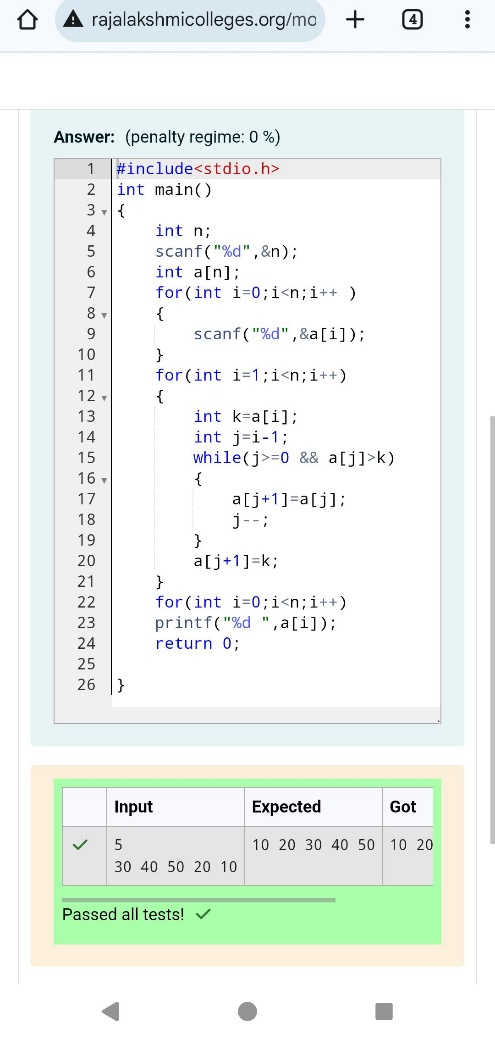 rajalakshmicolleges.org/mo
4
Answer: (penalty regime: 0 %)
1 #include<stdio.h>
2 int main()
3 {
4 int n;
5 scanf("%d",&n);
6 int a[n];
7 for(int i=0;i<n;i++ )
8 {
9 scanf("%d",&a[i]);
10 }
11 for(int i=1;i<n;i++)
12 {
13 int k=a[i];
14 int j=i-1;
15 while(j>=0 && a[j]>k)
16 {
17 a[j+1]=a[j];
18 j--;
19 }
20 a[j+1]=k;
21 }
22 for(int i=0;i<n;i++)
23 printf("%d ",a[i]);
24 return 0;
25
26 }
Input Expected Got
5 10 20 30 40 50 10 20
30 40 50 20 10
Passed all tests!